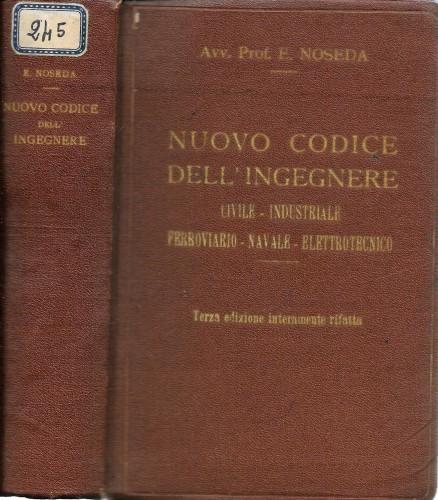 245
E. NOSEDA
NUOVO CODICE
DELL'
INGEGNERE
Avv. Prof. E. NOSEDA
NUOVO CODICE
DELL'INGEGNERE
CIVILE - INDUSTRIALE
FERROVIARIO - NAVALE - ELETTROTECNICO
Terza edizione interamente rifatta